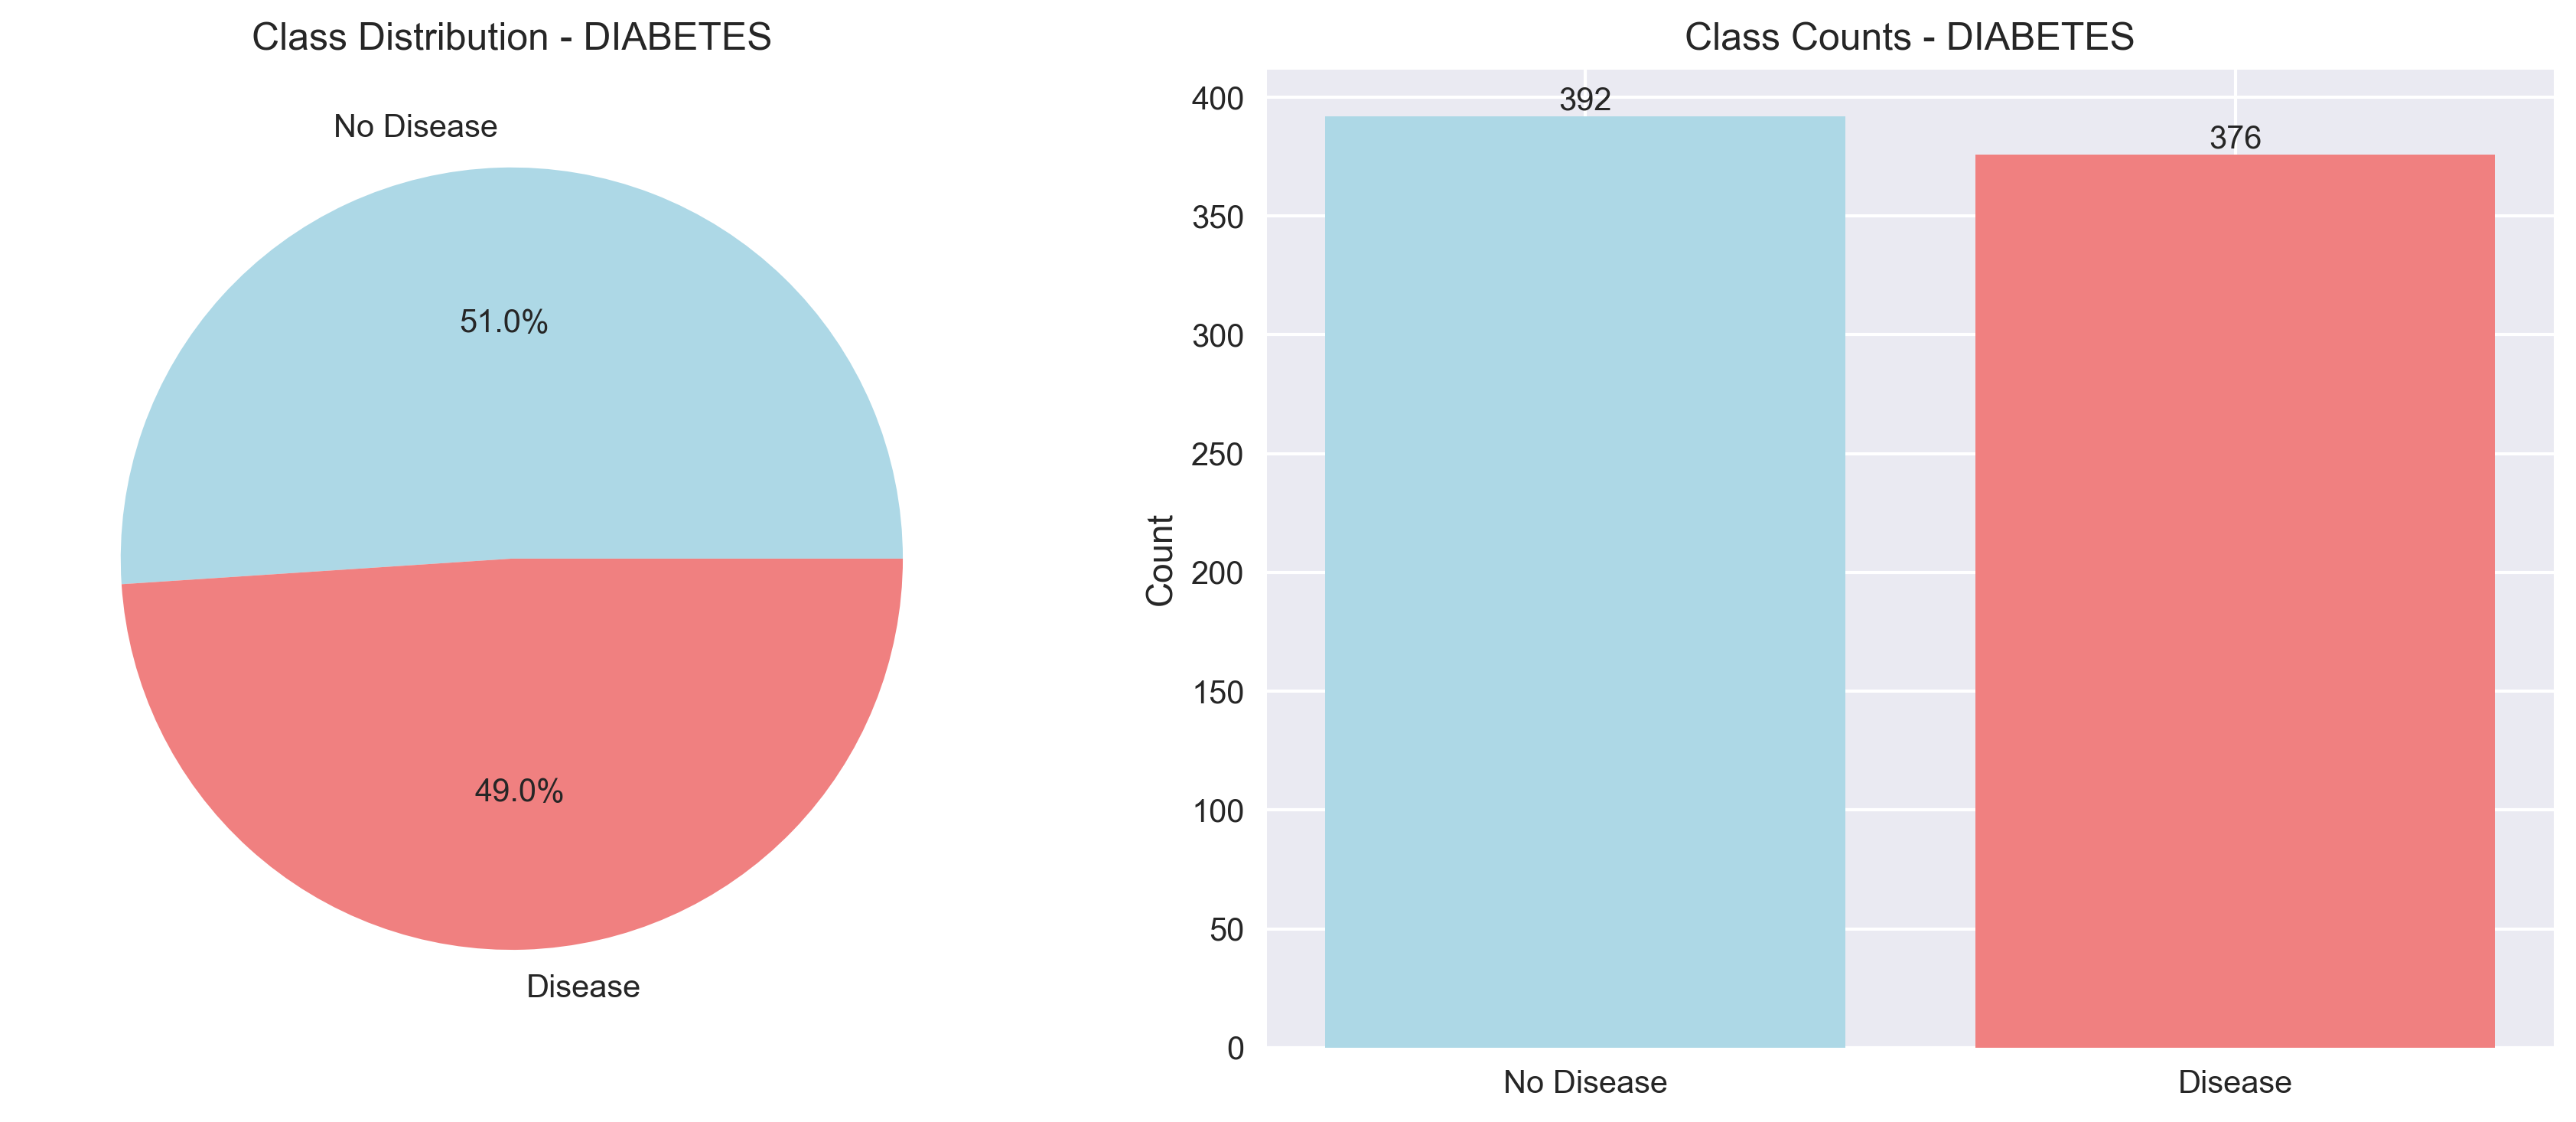 Class Distribution - DIABETES
No Disease
51.0%
49.0%
Disease
Class Counts - DIABETES
400
350
300
250
200
150
100
50
0
Count
392
376
No Disease
Disease